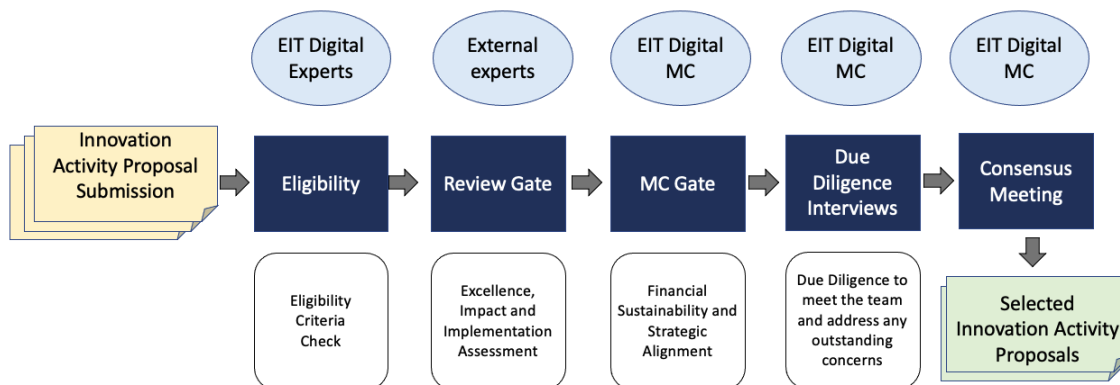 EIT Digital
Experts
External
experts
EIT Digital
MC
EIT Digital
MC
EIT Digital
MC
Innovation
Activity Proposal
Submission
Eligibility
Review Gate
MC Gate
Due
Diligence
Interviews
Consensus
Meeting
Eligibility
Criteria
Check
Excellence,
Impact and
Implementation
Assessment
Financial
Sustainability and
Strategic
Alignment
Due Diligence to
meet the team
and address any
outstanding
concerns
Selected
Innovation Activity
Proposals